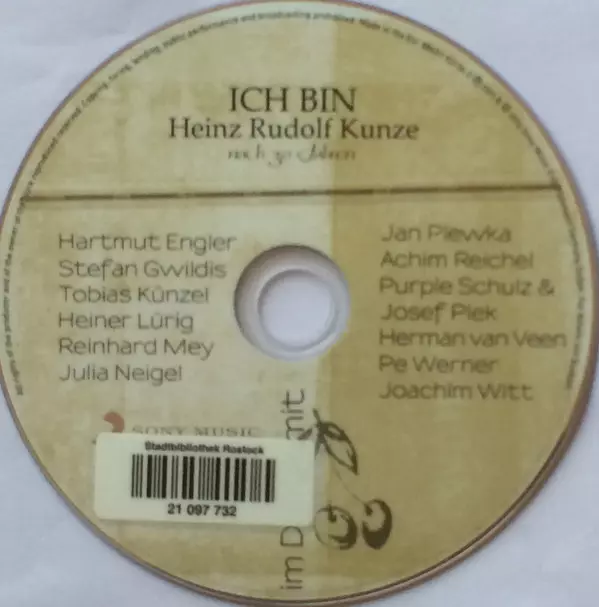 ICH BIN
Heinz Rudolf Kunze
nach 30 Jahren
Hartmut Engler
Stefan Gwildis
Tobias Künzel
Heiner Lürig
Reinhard Mey
Julia Neigel
Jan Plewka
Achim Reichel
Purple Schulz &
Josef Piek
Herman van Veen
Pe Werner
Joachim Witt
SONY MUSIC
Stadtbibliothek Rostock
21 097 732
im D
mit